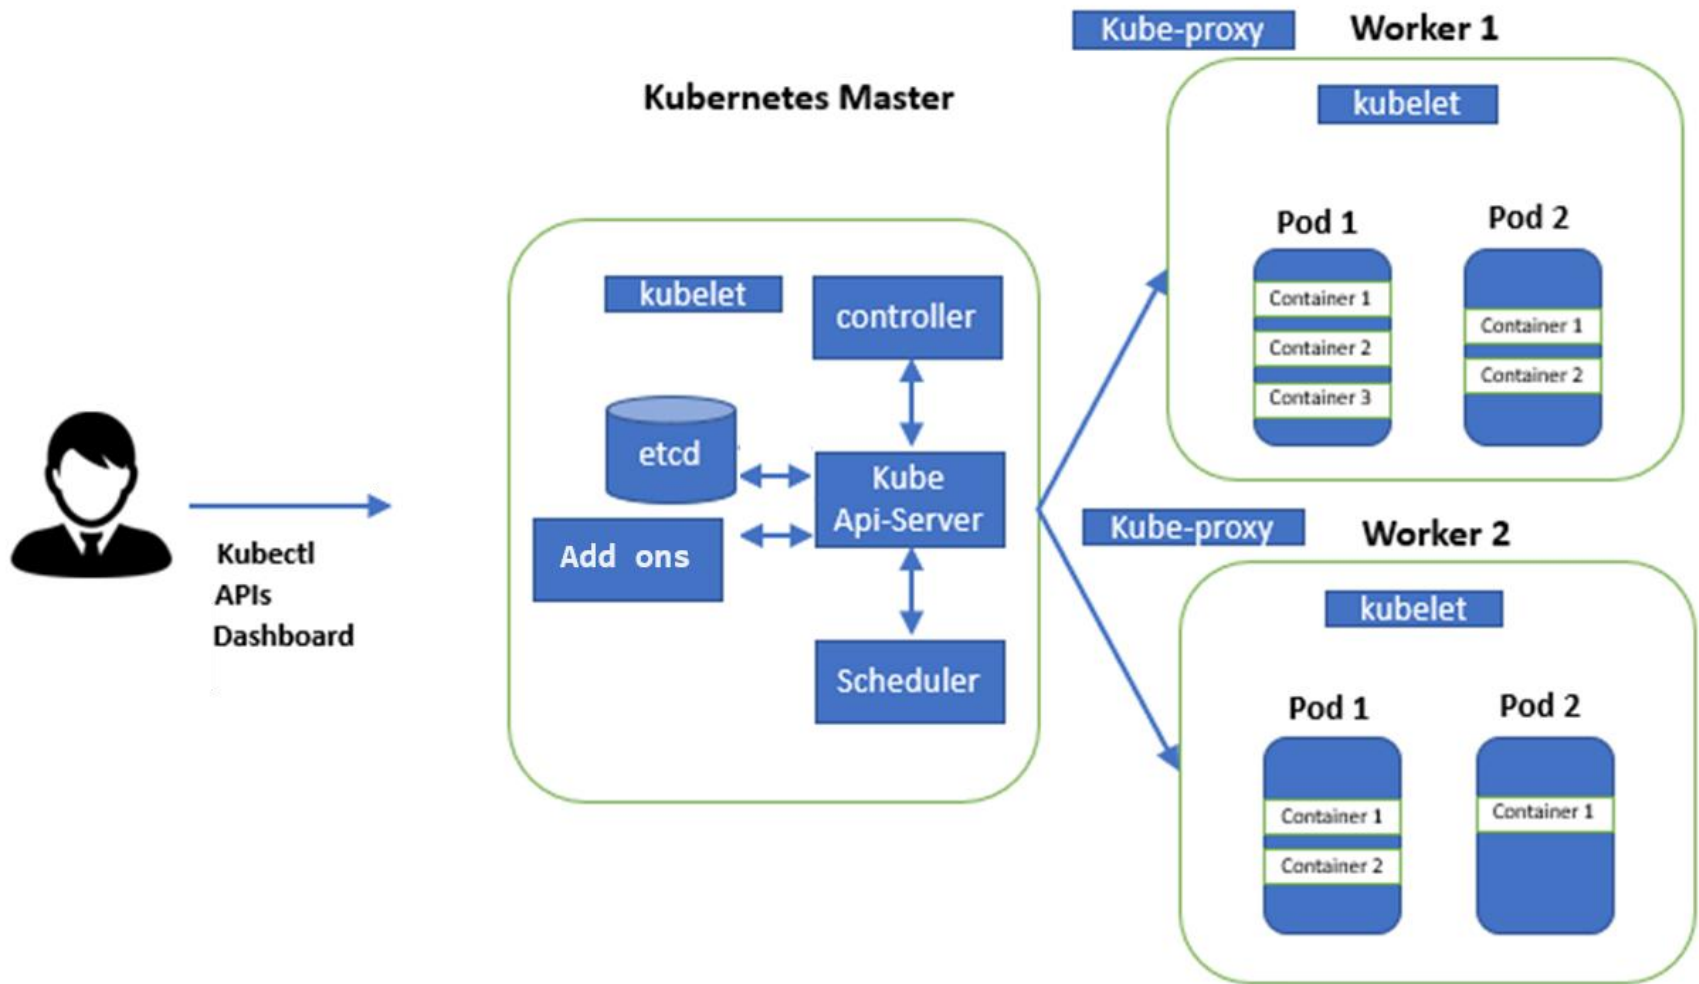 Kube-proxy
Worker 1
Kubernetes Master
kubelet
Pod 1
Pod 2
Container 1
Container 2
Container 3
Container 1
Container 2
kubelet
controller
etcd
Kube
Api-Server
Add ons
Scheduler
Kubectl
APIs
Dashboard
Kube-proxy
Worker 2
kubelet
Pod 1
Pod 2
Container 1
Container 2
Container 1